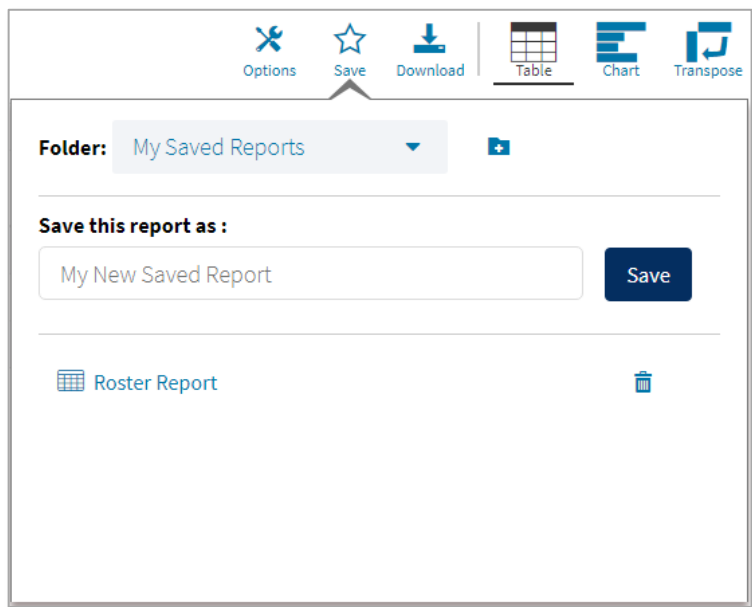 Options Save Download Table Chart Transpose
Folder: My Saved Reports
Save this report as :
My New Saved Report Save
Roster Report